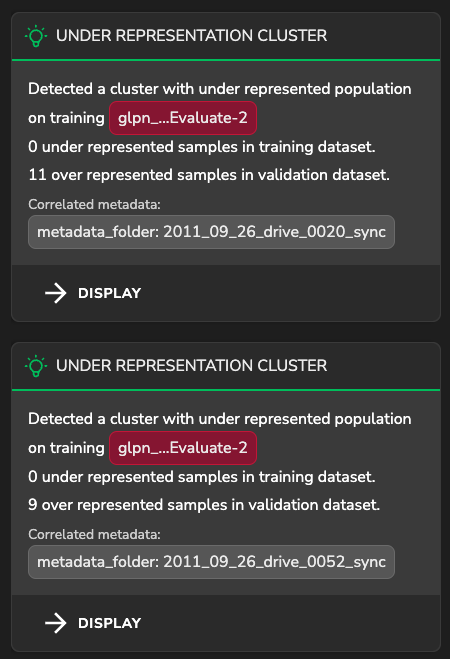 UNDER REPRESENTATION CLUSTER
Detected a cluster with under represented population
on training glpn_...Evaluate-2
0 under represented samples in training dataset.
11 over represented samples in validation dataset.
Correlated metadata:
metadata_folder: 2011_09_26_drive_0020_sync
DISPLAY
UNDER REPRESENTATION CLUSTER
Detected a cluster with under represented population
on training glpn_...Evaluate-2
0 under represented samples in training dataset.
9 over represented samples in validation dataset.
Correlated metadata:
metadata_folder: 2011_09_26_drive_0052_sync
DISPLAY